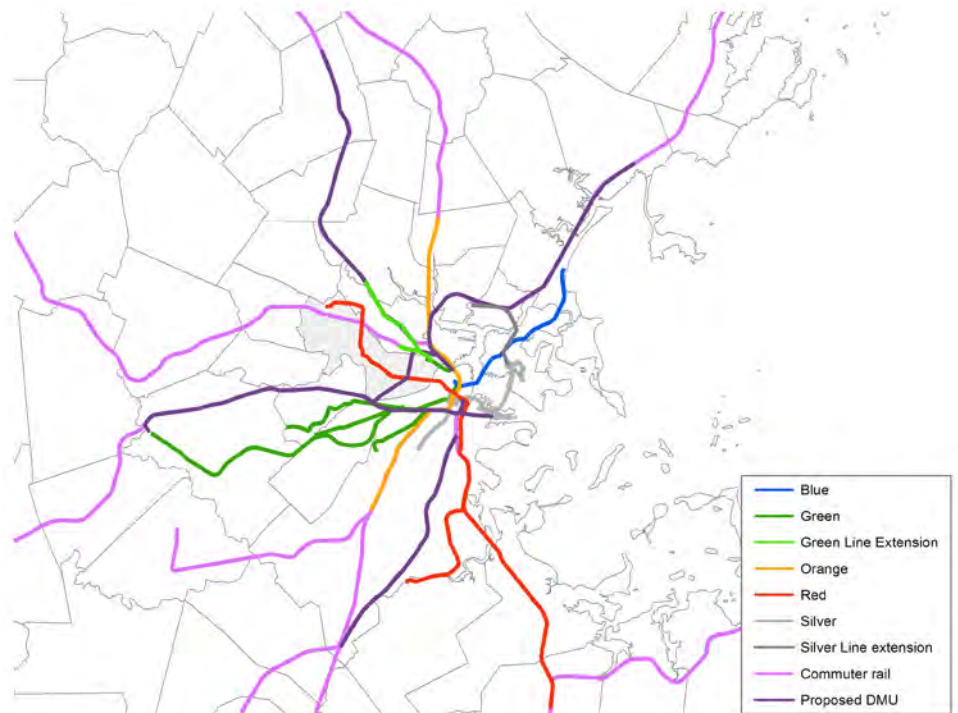 Blue
Green
Green Line Extension
Orange
Red
Silver
Silver Line extension
Commuter rail
Proposed DMU